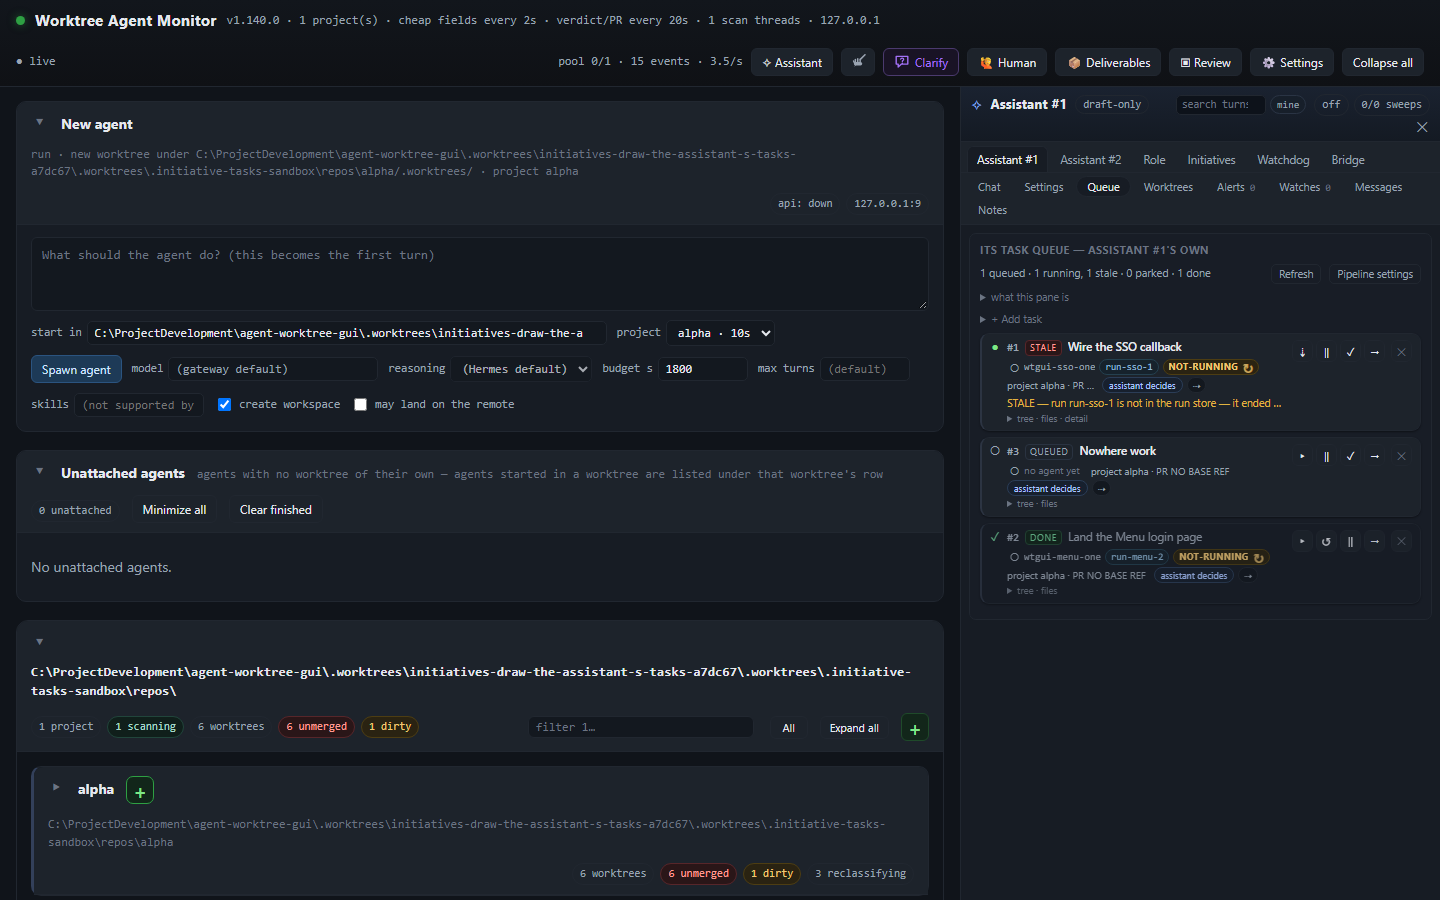 Worktree Agent Monitor v1.140.0 · 1 project(s) · cheap fields every 2s · verdict/PR every 20s · 1 scan threads · 127.0.0.1
live
pool 0/1 · 15 events · 3.5/s
Assistant
Clarify
Human
Deliverables
Review
Settings
Collapse all
New agent
run · new worktree under C:\ProjectDevelopment\agent-worktree-gui\.worktrees\initiatives-draw-the-assistant-s-tasks-
a7dc67\.worktrees\.initiative-tasks-sandbox\repos\alpha/.worktrees/ · project alpha
api: down 127.0.0.1:9
What should the agent do? (this becomes the first turn)
start in C:\ProjectDevelopment\agent-worktree-gui\.worktrees\initiatives-draw-the-a project alpha · 10s
Spawn agent model (gateway default) reasoning (Hermes default) budget s 1800 max turns (default)
skills (not supported by create workspace may land on the remote
Unattached agents agents with no worktree of their own — agents started in a worktree are listed under that worktree's row
0 unattached Minimize all Clear finished
No unattached agents.
C:\ProjectDevelopment\agent-worktree-gui\.worktrees\initiatives-draw-the-assistant-s-tasks-a7dc67\.worktrees\.initiative-
tasks-sandbox\repos\
1 project 1 scanning 6 worktrees 6 unmerged 1 dirty filter 1… All Expand all +
alpha +
C:\ProjectDevelopment\agent-worktree-gui\.worktrees\initiatives-draw-the-assistant-s-tasks-a7dc67\.worktrees\.initiative-tasks-
sandbox\repos\alpha
6 worktrees 6 unmerged 1 dirty 3 reclassifying
Assistant #1 draft-only search turns mine off 0/0 sweeps
Assistant #1 Assistant #2 Role Initiatives Watchdog Bridge
Chat Settings Queue Worktrees Alerts 0 Watches 0 Messages
Notes
ITS TASK QUEUE — ASSISTANT #1'S OWN
1 queued · 1 running, 1 stale · 0 parked · 1 done Refresh Pipeline settings
what this pane is
+ Add task
#1 STALE Wire the SSO callback
wtgui-sso-one run-sso-1 NOT-RUNNING
project alpha · PR … assistant decides →
STALE — run run-sso-1 is not in the run store — it ended …
tree · files · detail
#3 QUEUED Nowhere work
no agent yet project alpha · PR NO BASE REF
assistant decides →
tree · files
#2 DONE Land the Menu login page
wtgui-menu-one run-menu-2 NOT-RUNNING
project alpha · PR NO BASE REF assistant decides →
tree · files